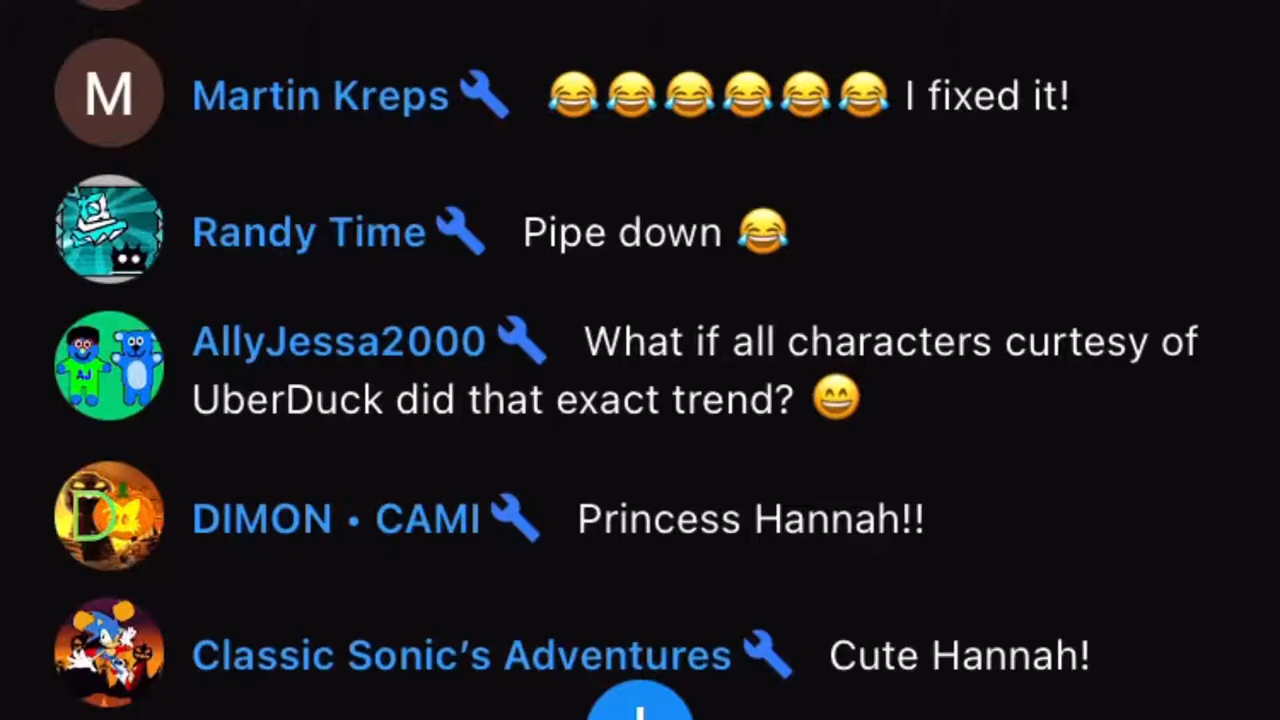 M
Martin Kreps 😂😂😂😂😂😂 I fixed it!
Randy Time Pipe down 😂
AJ
AllyJessa2000 What if all characters curtesy of
UberDuck did that exact trend? 😄
D
DIMON • CAMI Princess Hannah!!
Classic Sonic’s Adventures Cute Hannah!